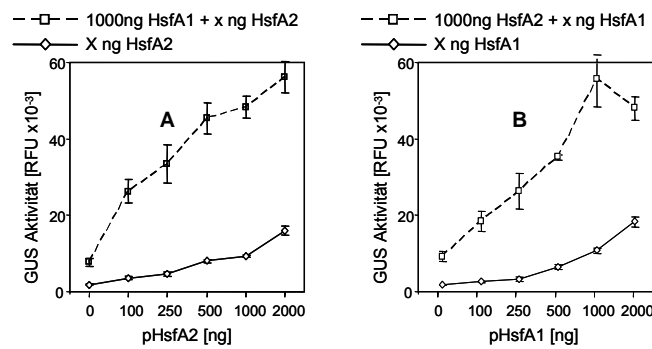 1000ng HsfA1 + x ng HsfA2
X ng HsfA2
GUS Aktivität [RFU x10-3]
60
40
20
0
A
0 100 250 500 1000 2000
pHsfA2 [ng]
1000ng HsfA2 + x ng HsfA1
X ng HsfA1
GUS Aktivität [RFU x10-3]
60
40
20
0
B
0 100 250 500 1000 2000
pHsfA1 [ng]